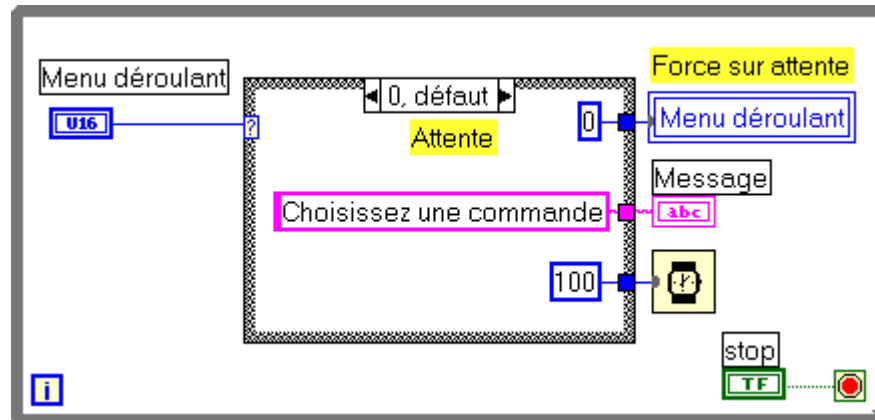 Menu déroulant
U16
?
0, défaut
Attente
0
Force sur attente
Menu déroulant
Choisissez une commande
Message
abc
100
stop
TF
i